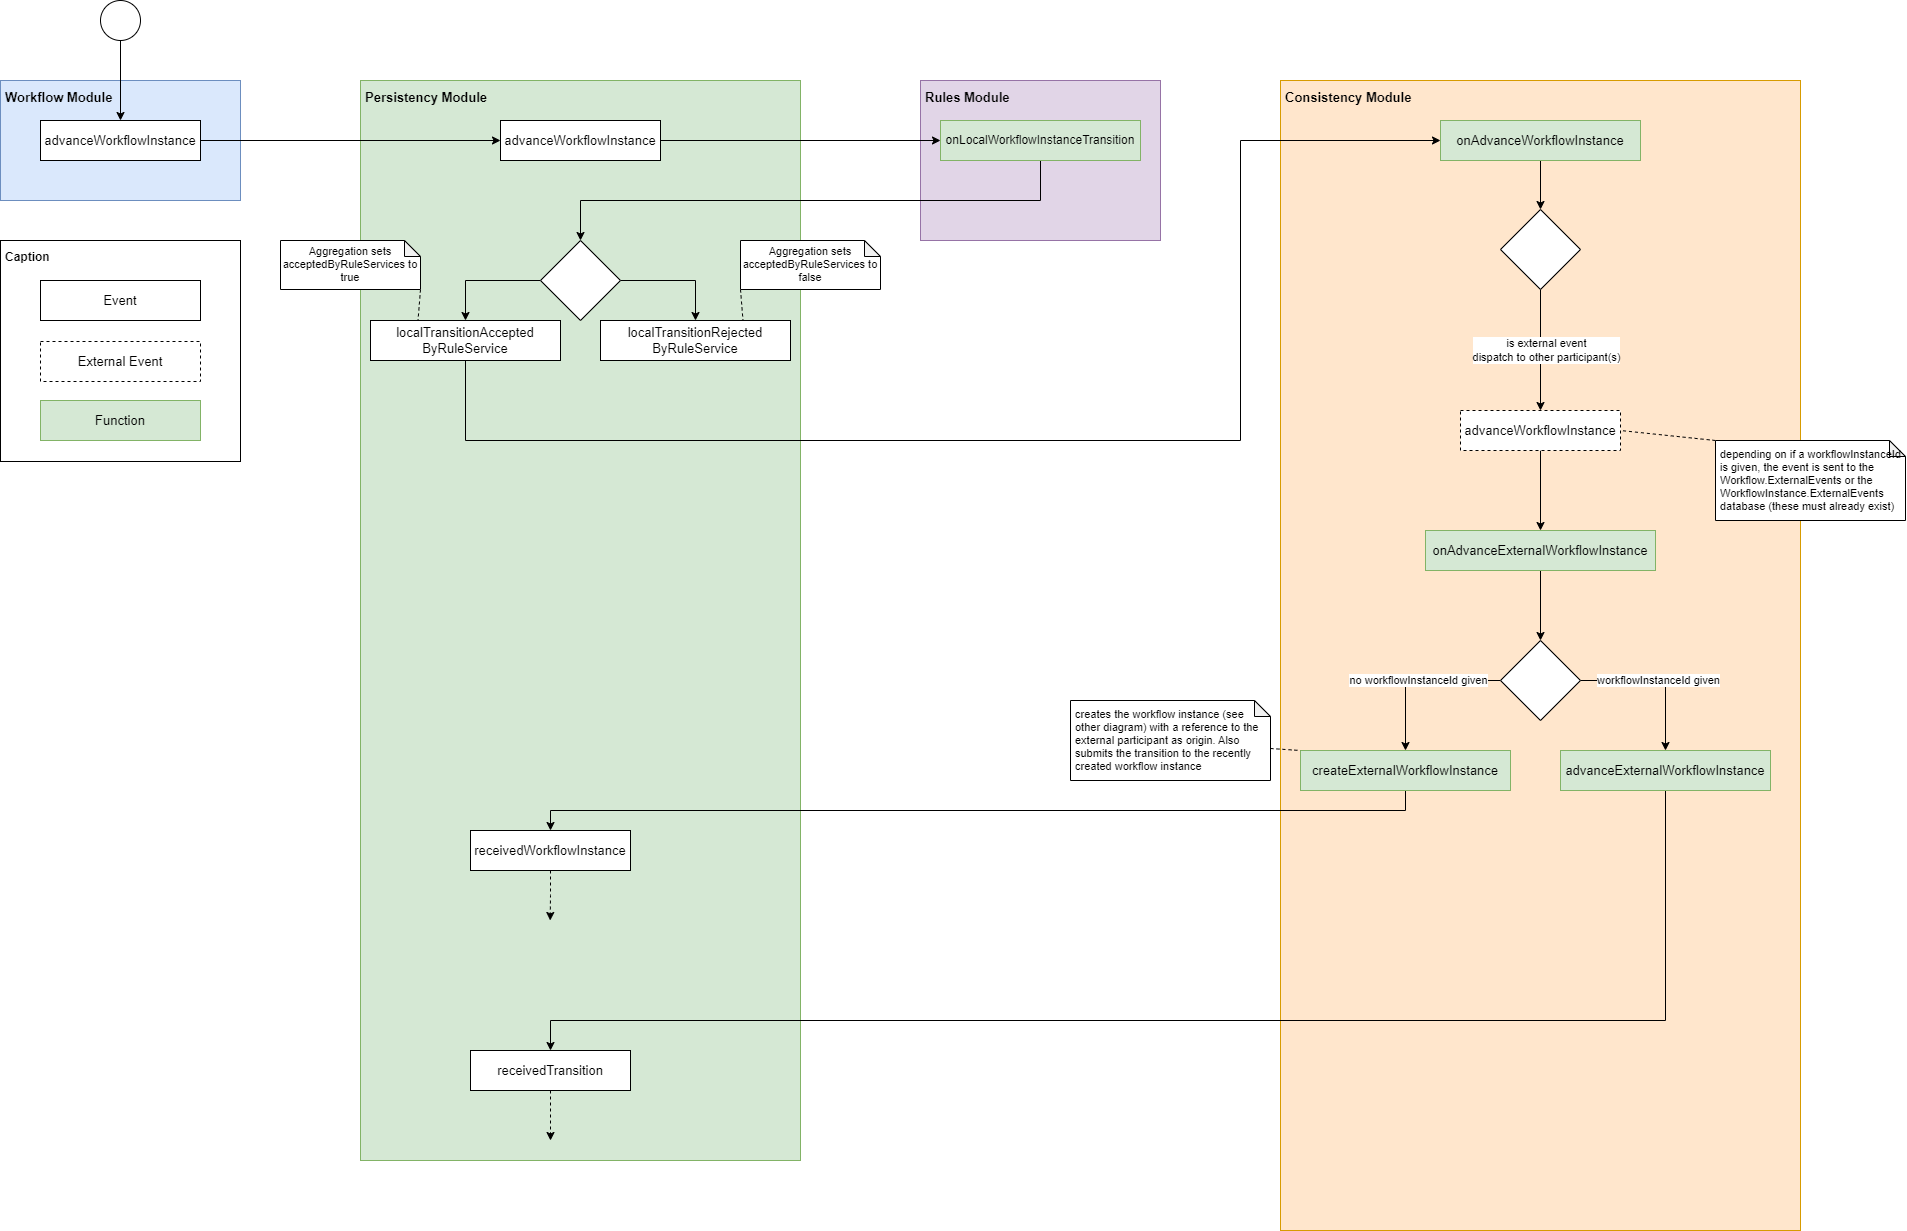 Workflow Module
advanceWorkflowInstance
Caption
Event
External Event
Function
Persistency Module
advanceWorkflowInstance
Aggregation sets
acceptedByRuleServices to
true
Aggregation sets
acceptedByRuleServices to
false
localTransitionAccepted
ByRuleService
localTransitionRejected
ByRuleService
receivedWorkflowInstance
receivedTransition
Rules Module
onLocalWorkflowInstanceTransition
Consistency Module
onAdvanceWorkflowInstance
is external event
dispatch to other participant(s)
advanceWorkflowInstance
depending on if a workflowInstanceId
is given, the event is sent to the
Workflow.ExternalEvents or the
WorkflowInstance.ExternalEvents
database (these must already exist)
onAdvanceExternalWorkflowInstance
no workflowInstanceId given
workflowInstanceId given
creates the workflow instance (see
other diagram) with a reference to the
external participant as origin. Also
submits the transition to the recently
created workflow instance
createExternalWorkflowInstance
advanceExternalWorkflowInstance